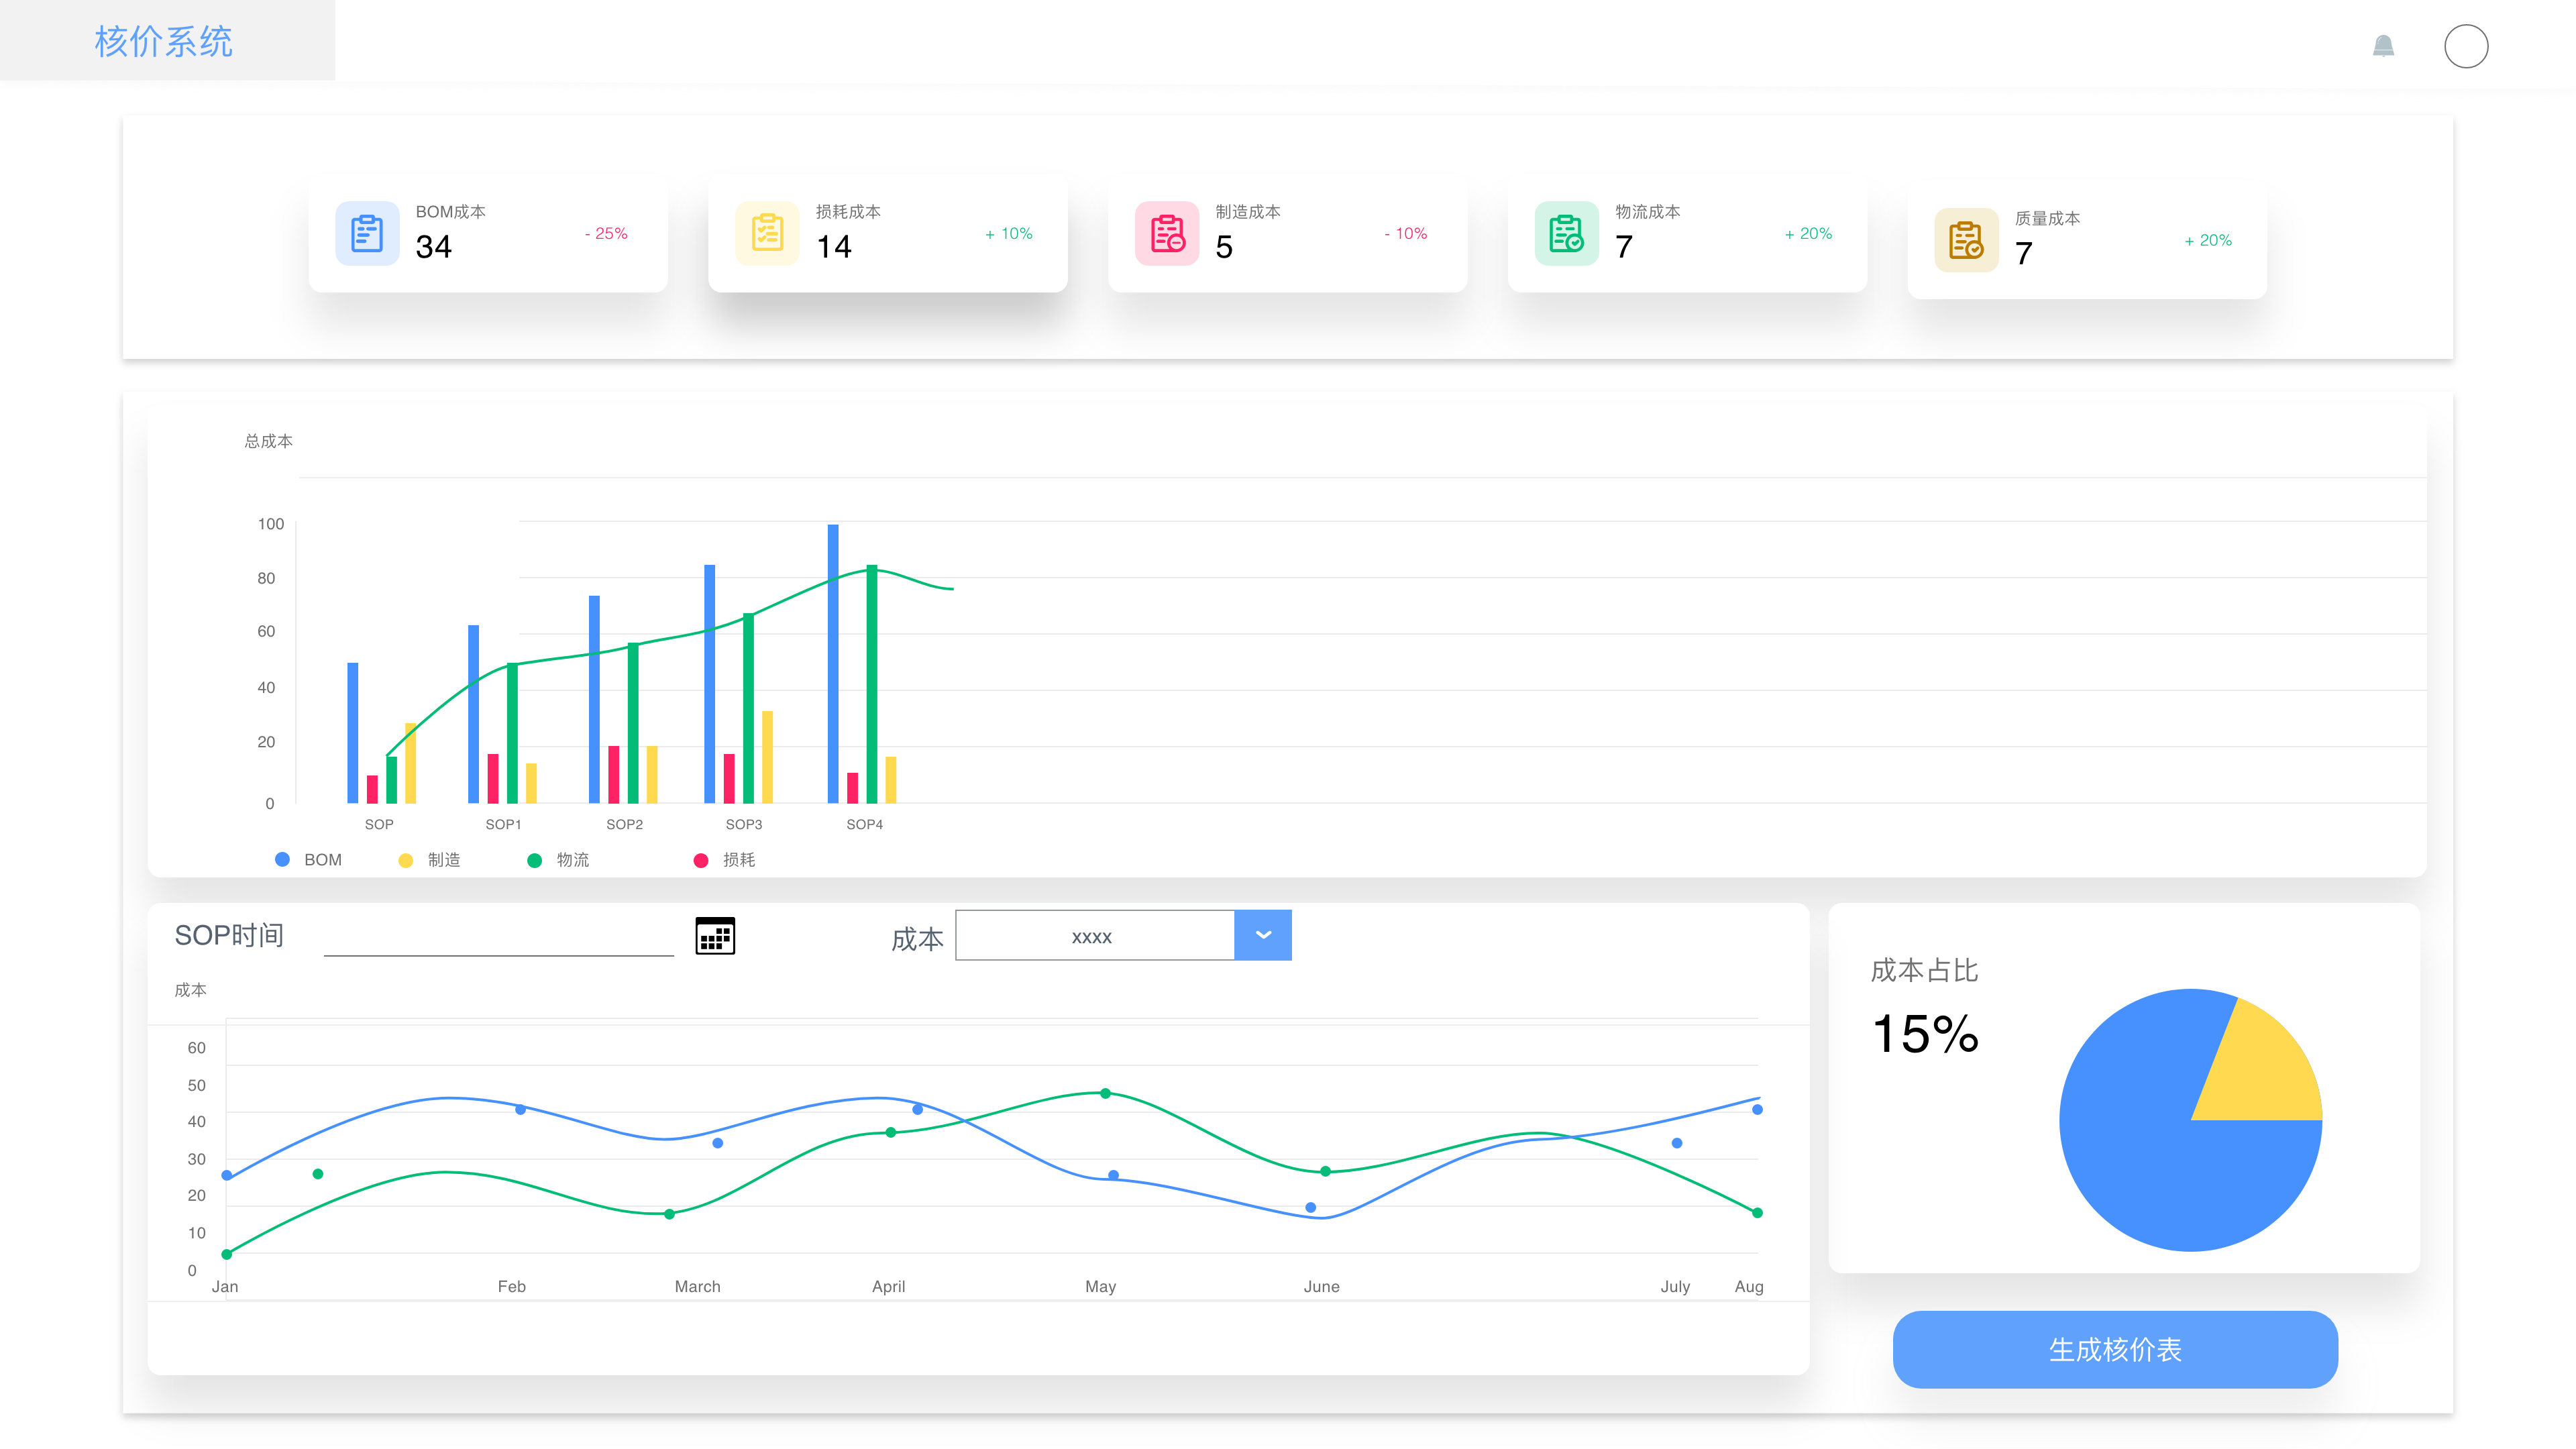 核价系统
BOM成本
34
- 25%
损耗成本
14
+ 10%
制造成本
5
- 10%
物流成本
7
+ 20%
质量成本
7
+ 20%
总成本
100
80
60
40
20
0
SOP
SOP1
SOP2
SOP3
SOP4
BOM
制造
物流
损耗
SOP时间
成本
xxxx
成本
60
50
40
30
20
10
0
Jan
Feb
March
April
May
June
July
Aug
成本占比
15%
生成核价表